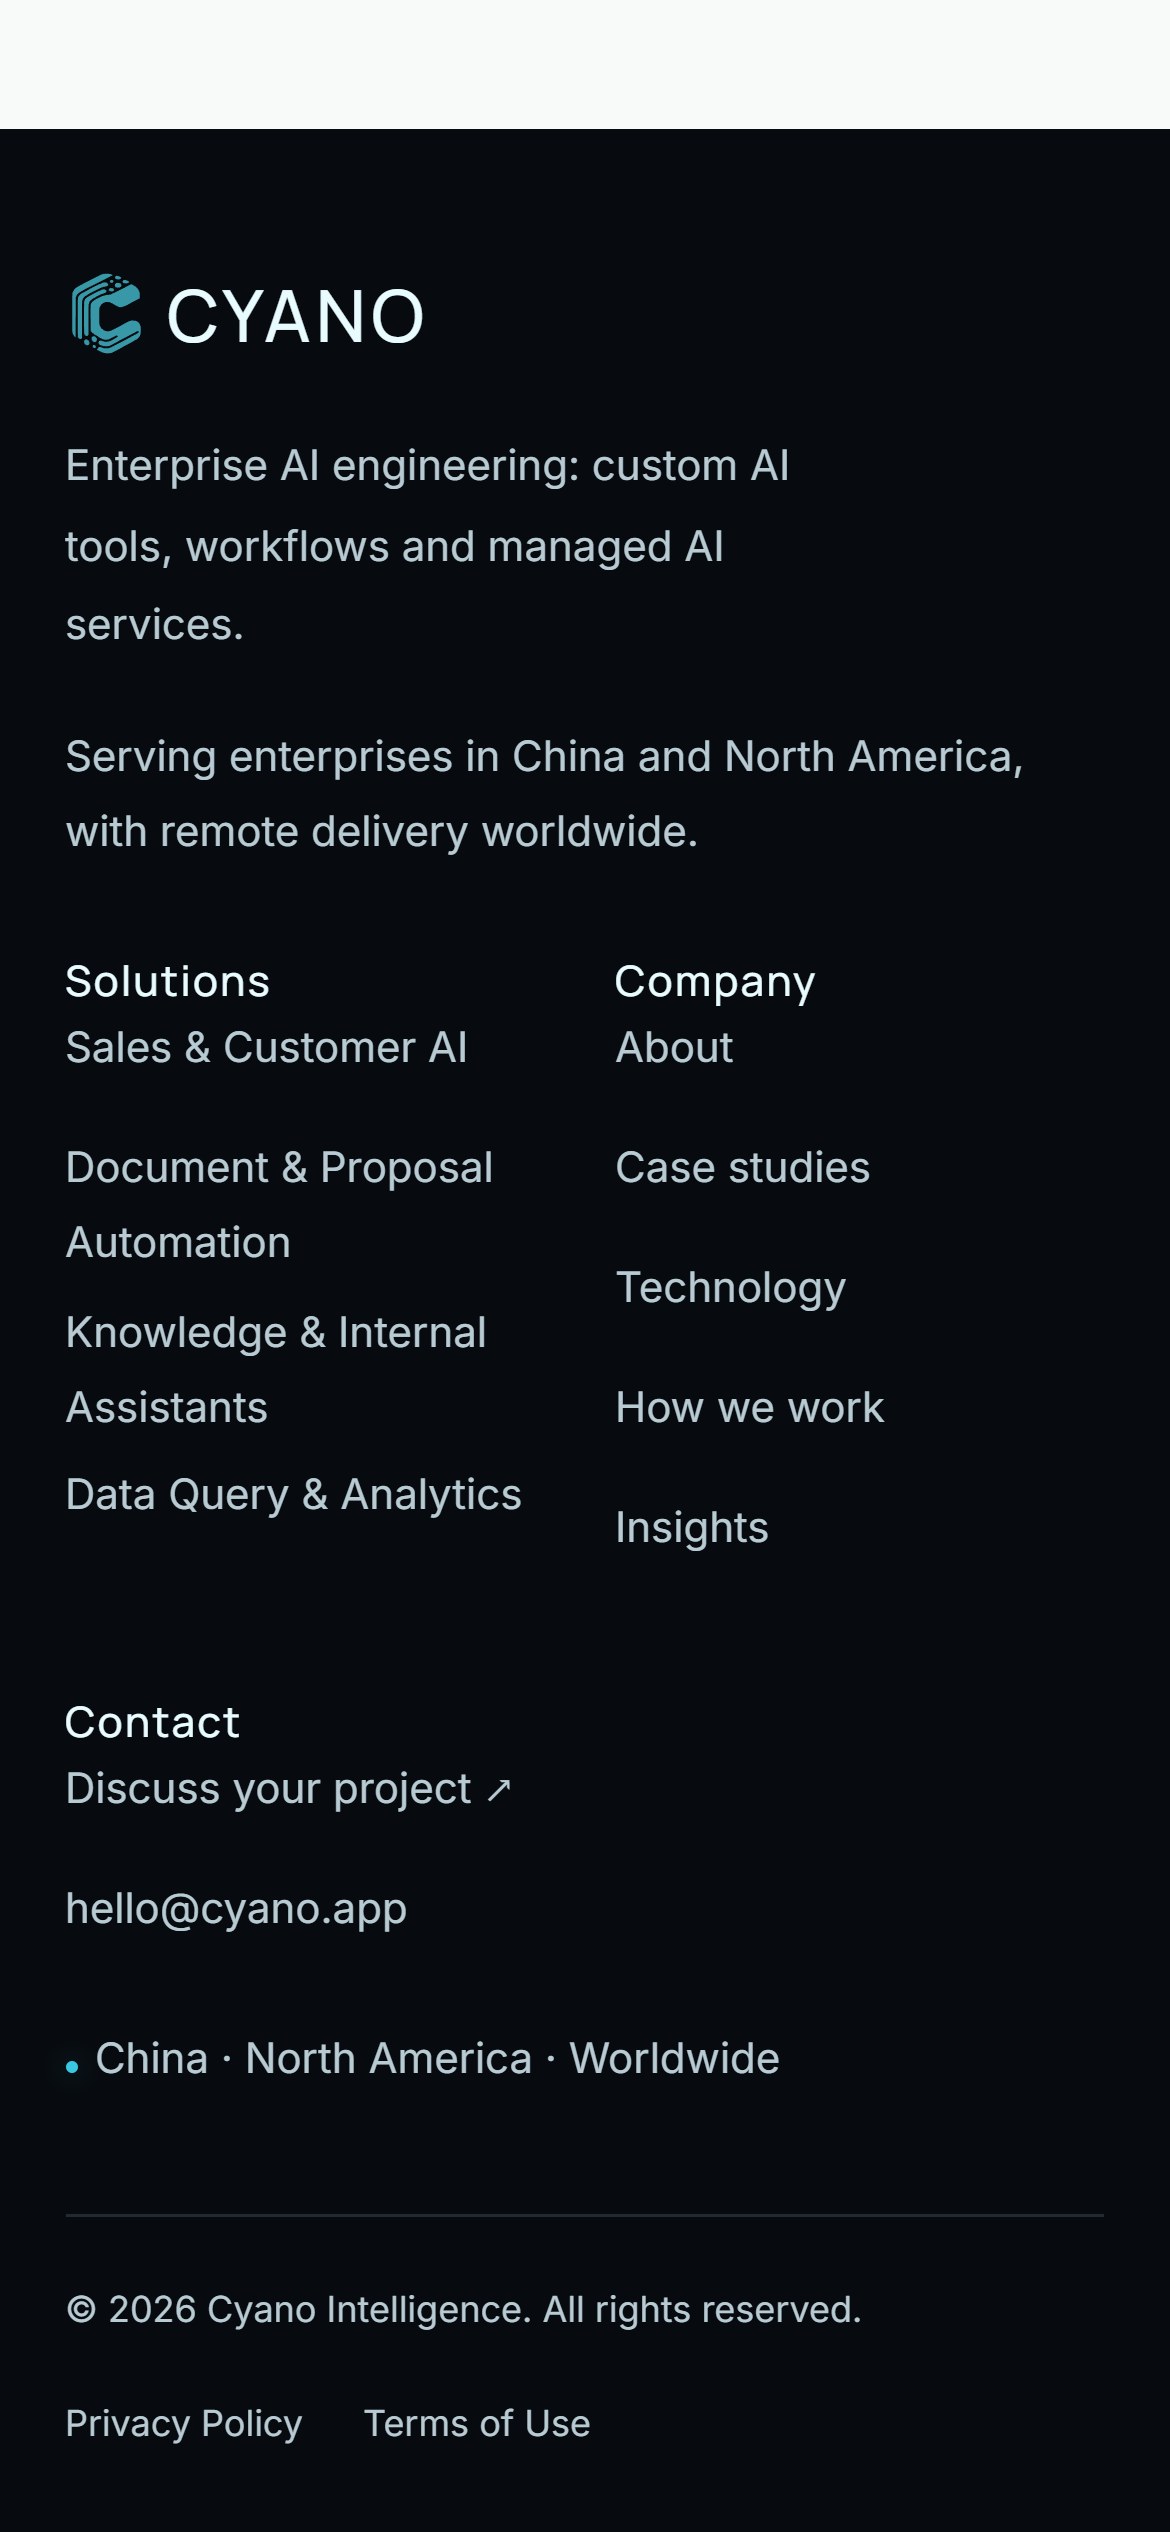 CYANO
Enterprise AI engineering: custom AI
tools, workflows and managed AI
services.
Serving enterprises in China and North America,
with remote delivery worldwide.
Solutions
Sales & Customer AI
Document & Proposal
Automation
Knowledge & Internal
Assistants
Data Query & Analytics
Company
About
Case studies
Technology
How we work
Insights
Contact
Discuss your project ↗
hello@cyano.app
China · North America · Worldwide
© 2026 Cyano Intelligence. All rights reserved.
Privacy Policy Terms of Use